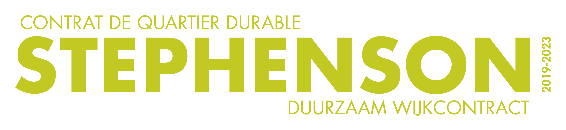 CONTRAT DE QUARTIER DURABLE
STEPHENSON
2019-2023
DUURZAAM WIJKCONTRACT